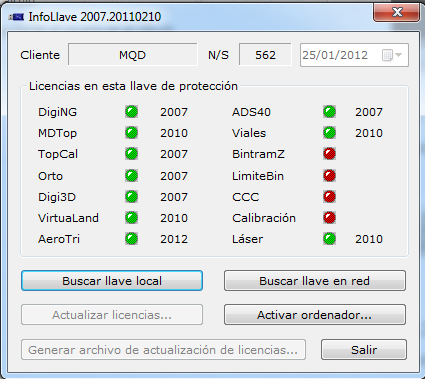 InfoLlave 2007.20110210
Cliente MQD N/S 562 25/01/2012
Licencias en esta llave de protección
DigiNG 2007 ADS40 2007
MDTop 2010 Viales 2010
TopCal 2007 BintramZ
Orto 2007 LimiteBin
Digi3D 2007 CCC
VirtuaLand 2010 Calibración
AeroTri 2012 Láser 2010
Buscar llave local Buscar llave en red
Actualizar licencias... Activar ordenador...
Generar archivo de actualización de licencias... Salir